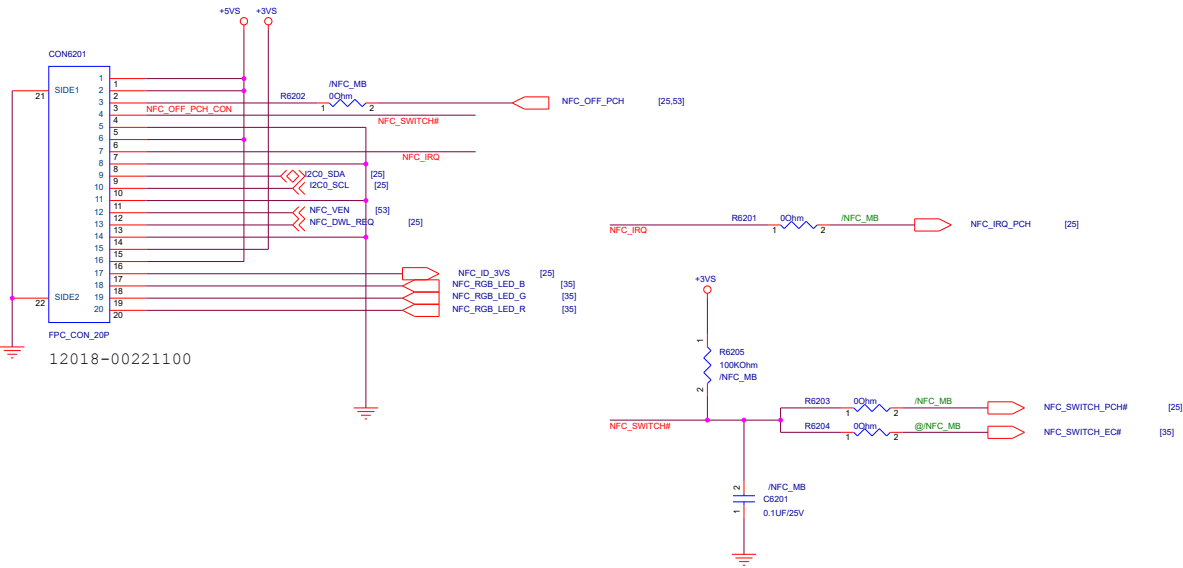 +5VS +3VS
CON6201
SIDE1
SIDE2
21
22
1 1
2 2
3 3
4 4
5 5
6 6
7 7
8 8
9 9
10 10
11 11
12 12
13 13
14 14
15 15
16 16
17 17
18 18
19 19
20 20
FPC_CON_20P
12018-00221100
/NFC_MB
R6202 0Ohm
1 2
NFC_OFF_PCH [25,53]
NFC_OFF_PCH_CON
NFC_SWITCH#
NFC_IRQ
I2C0_SDA [25]
I2C0_SCL [25]
NFC_VEN [53]
NFC_DWL_REQ [25]
NFC_ID_3VS [25]
NFC_RGB_LED_B [35]
NFC_RGB_LED_G [35]
NFC_RGB_LED_R [35]
R6201 0Ohm /NFC_MB
NFC_IRQ 1 2 NFC_IRQ_PCH [25]
+3VS
1
R6205
100KOhm
/NFC_MB
2
R6203 0Ohm /NFC_MB
1 2 NFC_SWITCH_PCH# [25]
NFC_SWITCH#
R6204 0Ohm @/NFC_MB
1 2 NFC_SWITCH_EC# [35]
2
/NFC_MB
C6201
1
0.1UF/25V